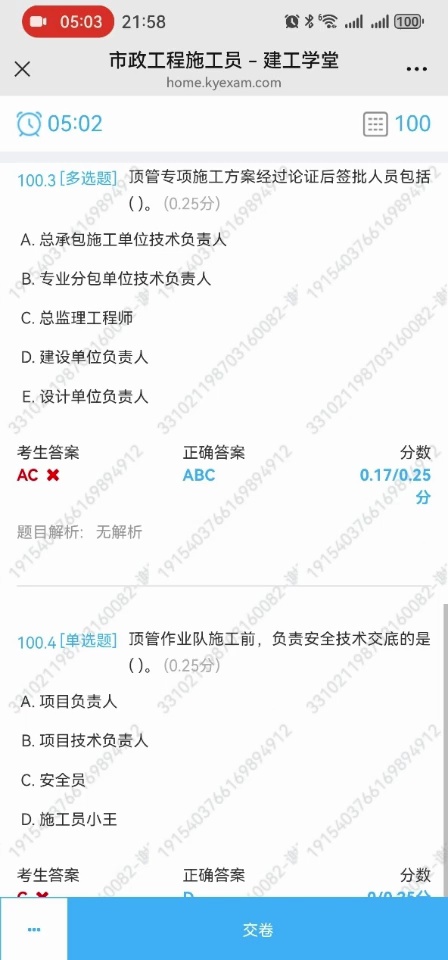 05:03 21:58 6 100
市政工程施工员 - 建工学堂
home.kyexam.com
05:02 100
100.3 [多选题] 顶管专项施工方案经过论证后签批人员包括
( )。 (0.25分)
A. 总承包施工单位技术负责人
B. 专业分包单位技术负责人
C. 总监理工程师
D. 建设单位负责人
E. 设计单位负责人
考生答案 正确答案 分数
AC ✖ ABC 0.17/0.25
分
题目解析: 无解析
100.4 [单选题] 顶管作业队施工前，负责安全技术交底的是
( )。 (0.25分)
A. 项目负责人
B. 项目技术负责人
C. 安全员
D. 施工员小王
考生答案 正确答案 分数
C ✖ D 0/0.25分
··· 交卷